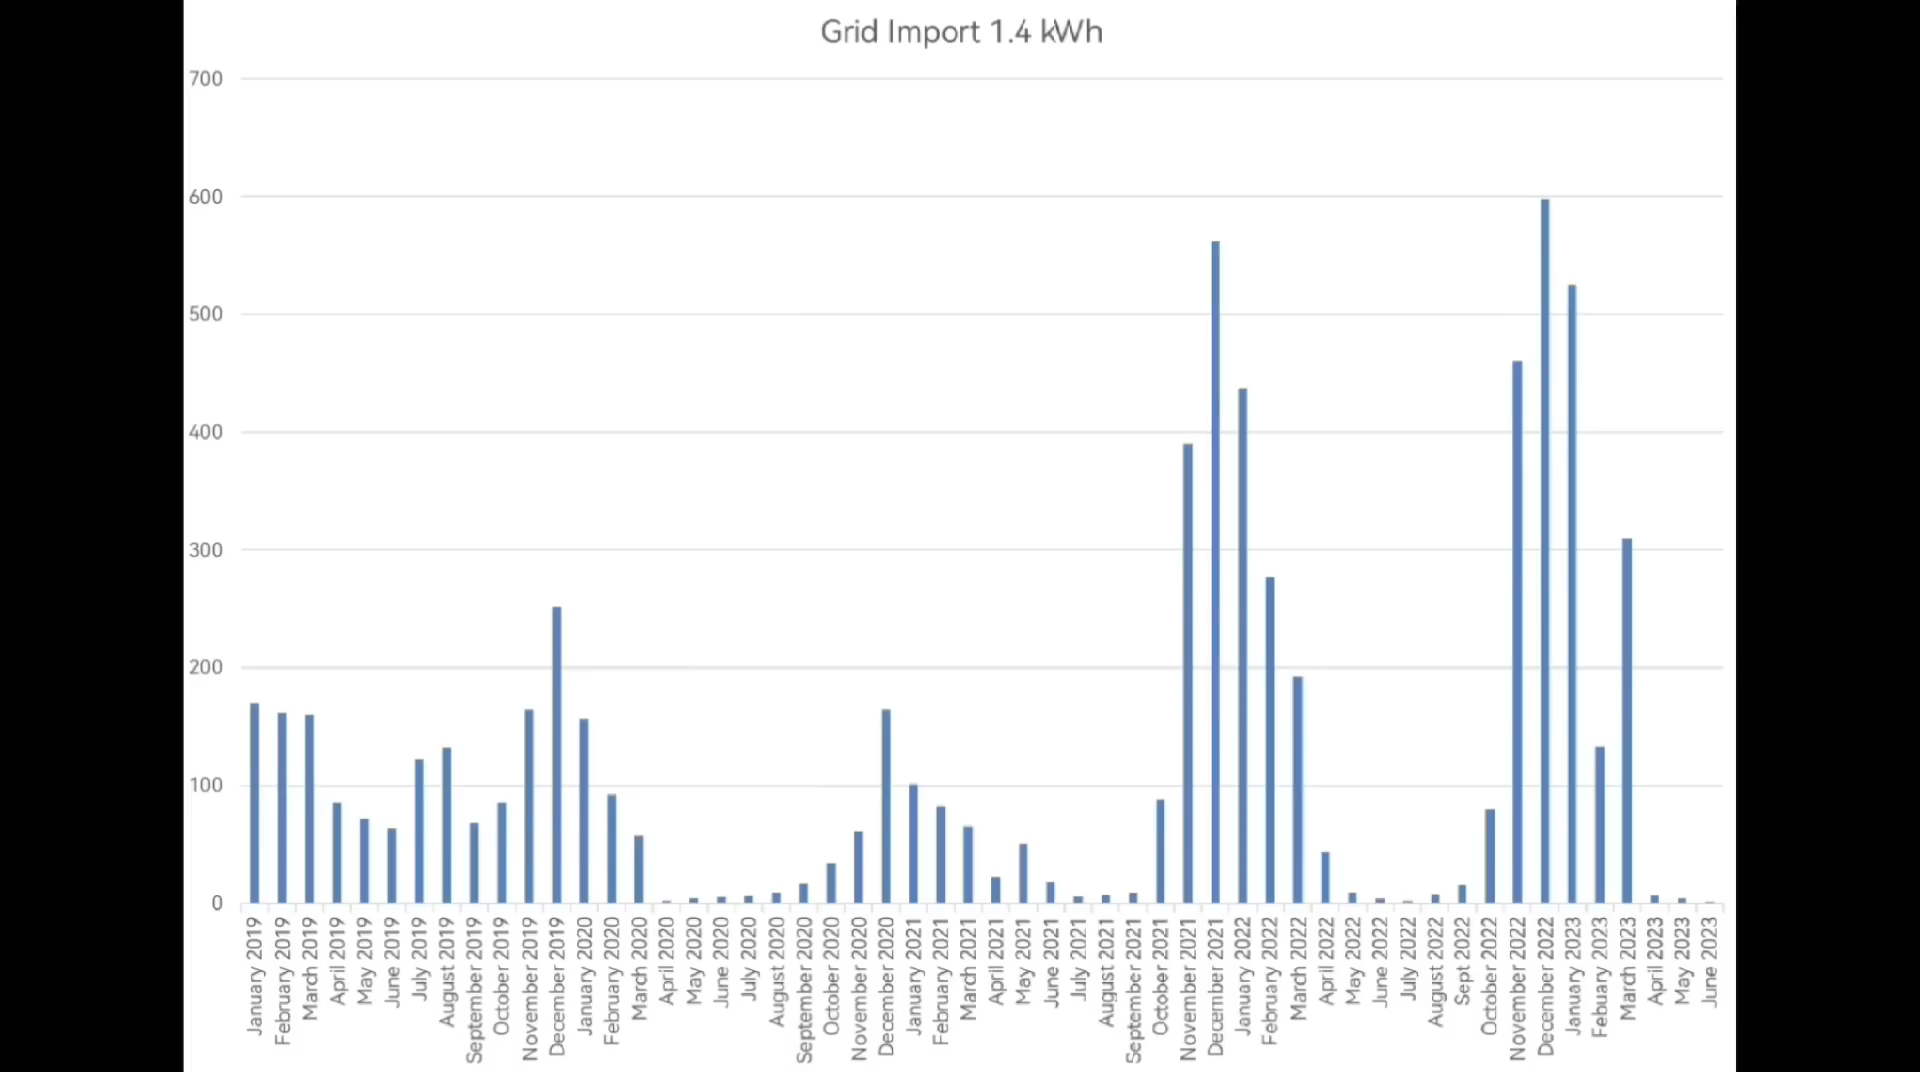 Grid Import 1.4 kWh
700
600
500
400
300
200
100
0
January 2019
February 2019
March 2019
April 2019
May 2019
June 2019
July 2019
August 2019
September 2019
October 2019
November 2019
December 2019
January 2020
February 2020
March 2020
April 2020
May 2020
June 2020
July 2020
August 2020
September 2020
October 2020
November 2020
December 2020
January 2021
February 2021
March 2021
April 2021
May 2021
June 2021
July 2021
August 2021
September 2021
October 2021
November 2021
December 2021
January 2022
February 2022
March 2022
April 2022
May 2022
June 2022
July 2022
August 2022
Sept 2022
October 2022
November 2022
December 2022
January 2023
Febuary 2023
March 2023
April 2023
May 2023
June 2023